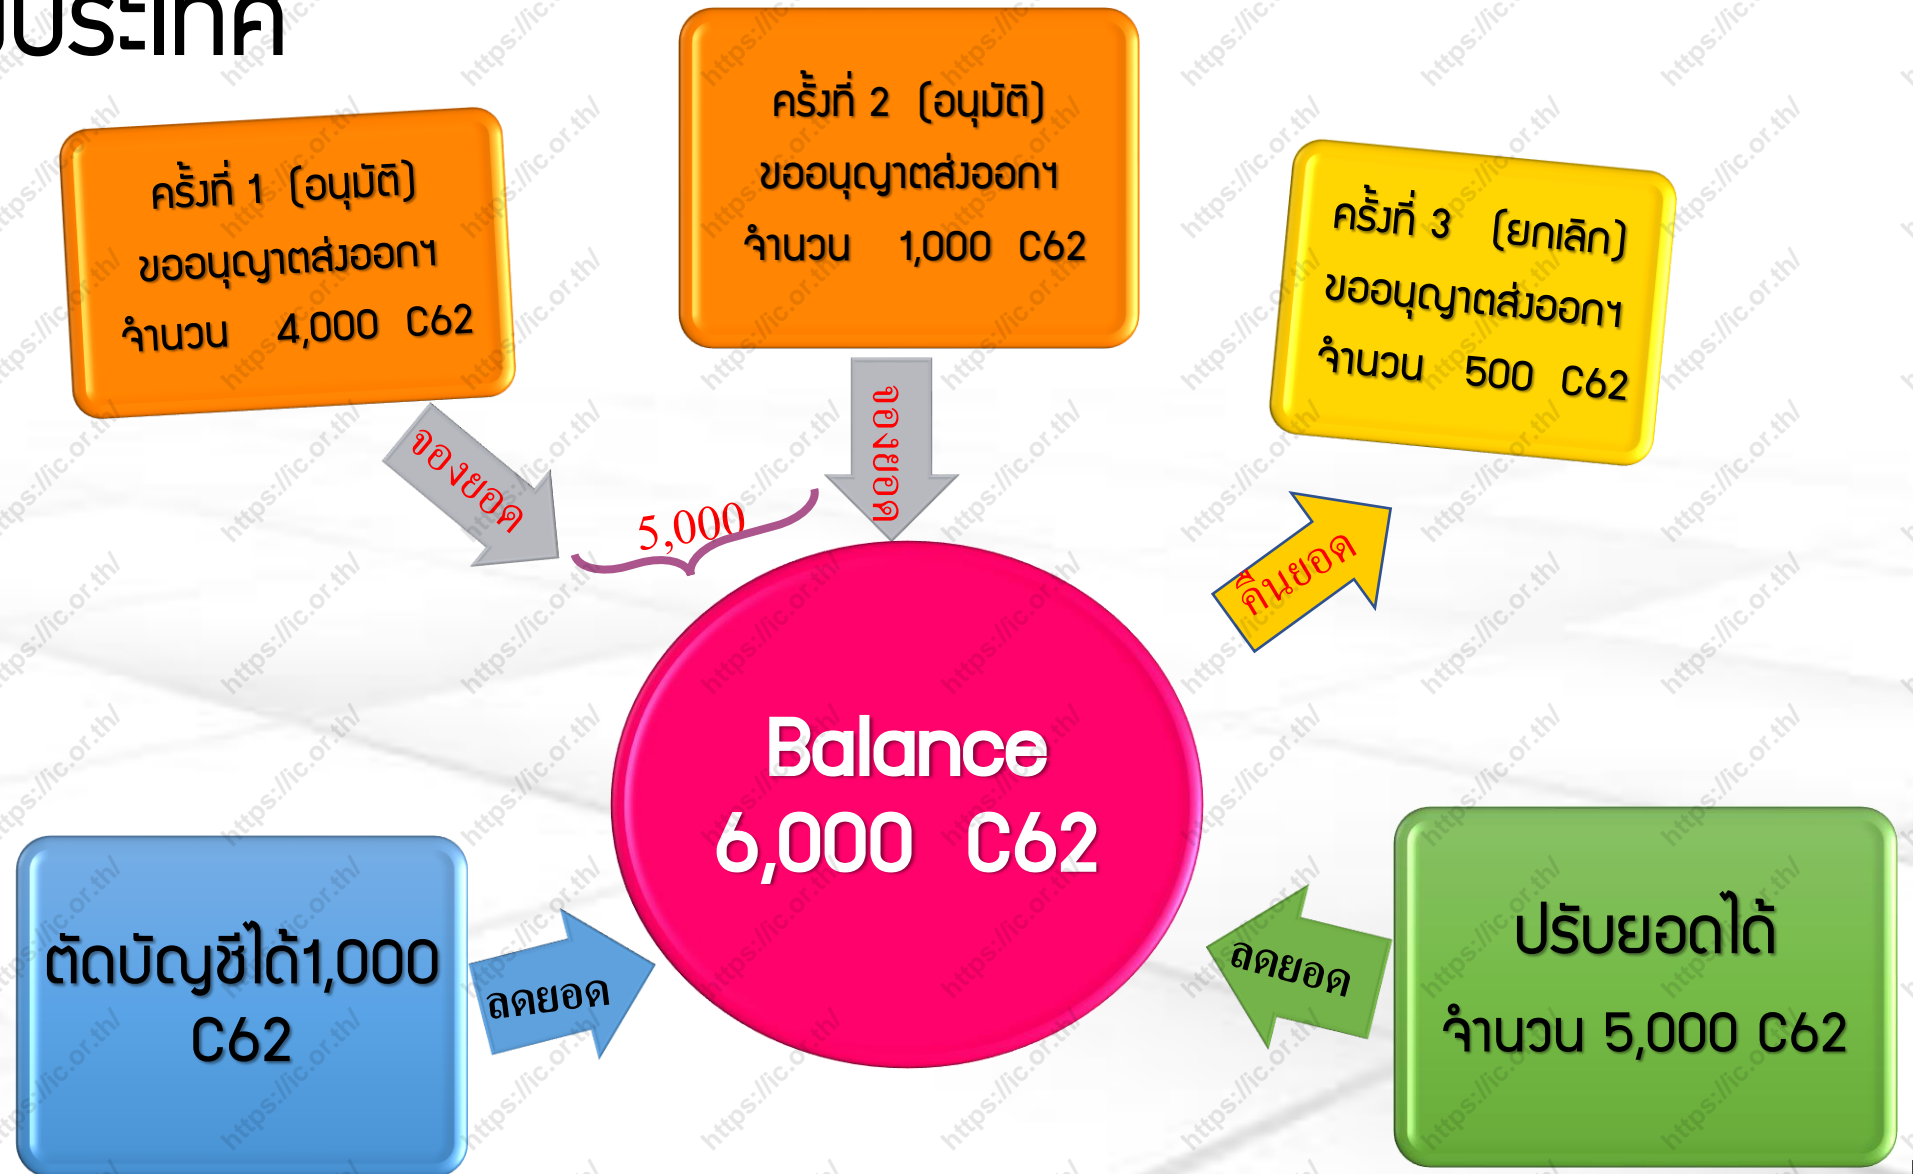 ครั้งที่ 1 (อนุมัติ)
ขออนุญาตส่งออกฯ
จำนวน 4,000 C62
ครั้งที่ 2 (อนุมัติ)
ขออนุญาตส่งออกฯ
จำนวน 1,000 C62
ครั้งที่ 3 (ยกเลิก)
ขออนุญาตส่งออกฯ
จำนวน 500 C62
จองยอด
5,000
จองยอด
คืนยอด
Balance
6,000 C62
ตัดบัญชีได้1,000
C62
ลดยอด
ลดยอด
ปรับยอดได้
จำนวน 5,000 C62
https://ic.or.th/